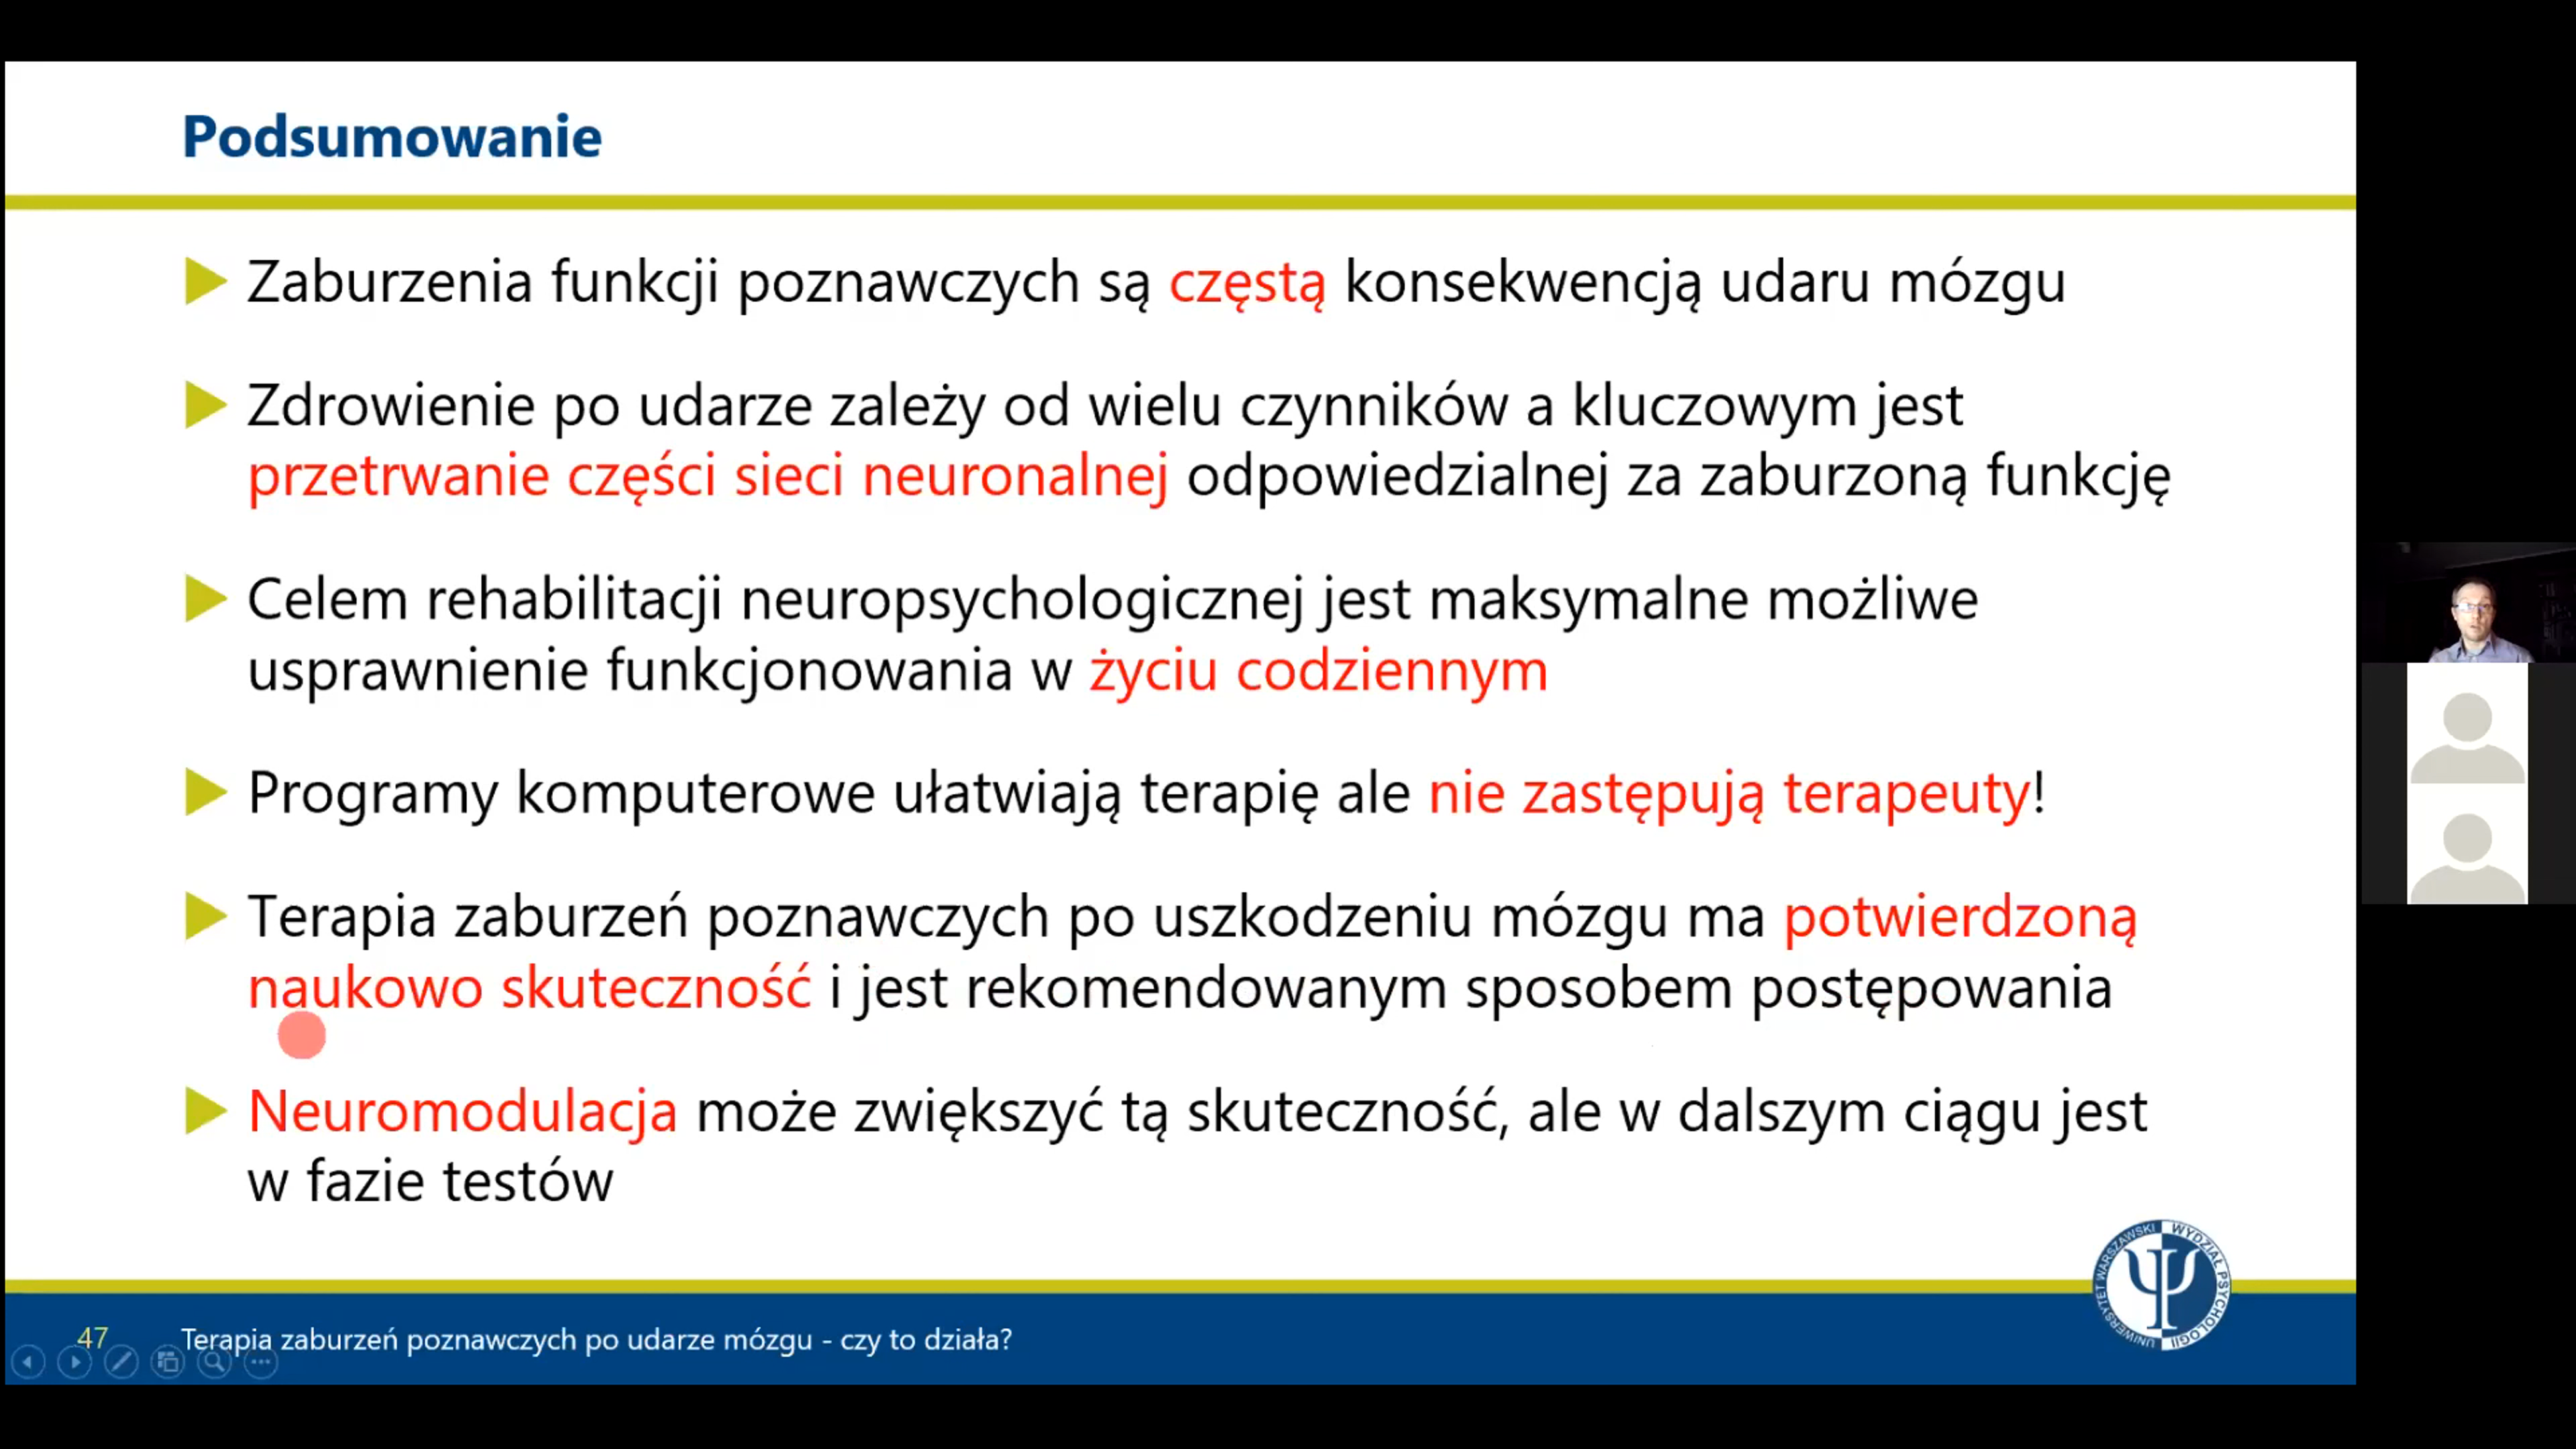 Podsumowanie
Zaburzenia funkcji poznawczych są częstą konsekwencją udaru mózgu
Zdrowienie po udarze zależy od wielu czynników a kluczowym jest
przetrwanie części sieci neuronalnej odpowiedzialnej za zaburzoną funkcję
Celem rehabilitacji neuropsychologicznej jest maksymalne możliwe
usprawnienie funkcjonowania w życiu codziennym
Programy komputerowe ułatwiają terapię ale nie zastępują terapeuty!
Terapia zaburzeń poznawczych po uszkodzeniu mózgu ma potwierdzoną
naukowo skuteczność i jest rekomendowanym sposobem postępowania
Neuromodulacja może zwiększyć tą skuteczność, ale w dalszym ciągu jest
w fazie testów
UNIWERSYTET WARSZAWSKI WYDZIAŁ PSYCHOLOGII
47 Terapia zaburzeń poznawczych po udarze mózgu - czy to działa?